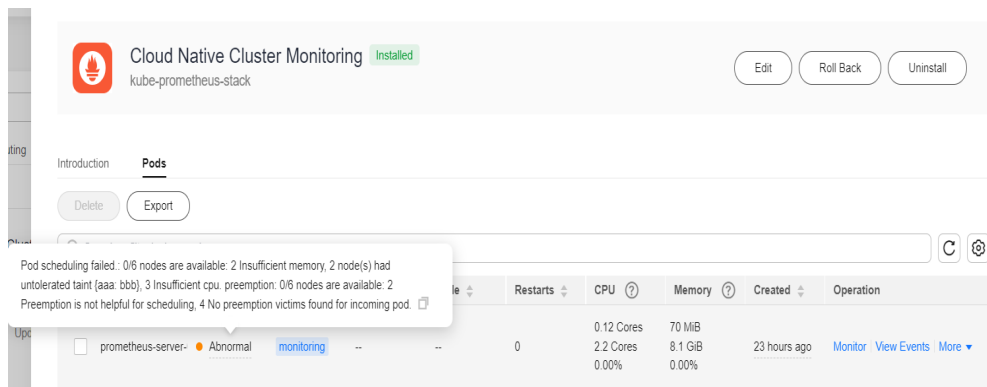 Cloud Native Cluster Monitoring Installed
kube-prometheus-stack
Edit
Roll Back
Uninstall
Introduction
Pods
Delete
Export
Pod scheduling failed.: 0/6 nodes are available: 2 Insufficient memory, 2 node(s) had
untolerated taint {aaa: bbb}, 3 Insufficient cpu. preemption: 0/6 nodes are available: 2
Preemption is not helpful for scheduling, 4 No preemption victims found for incoming pod.
Restarts CPU Memory Created Operation
prometheus-server- Abnormal monitoring -- -- 0
0.12 Cores
2.2 Cores
0.00%
70 MiB
8.1 GiB
0.00%
23 hours ago
Monitor View Events More